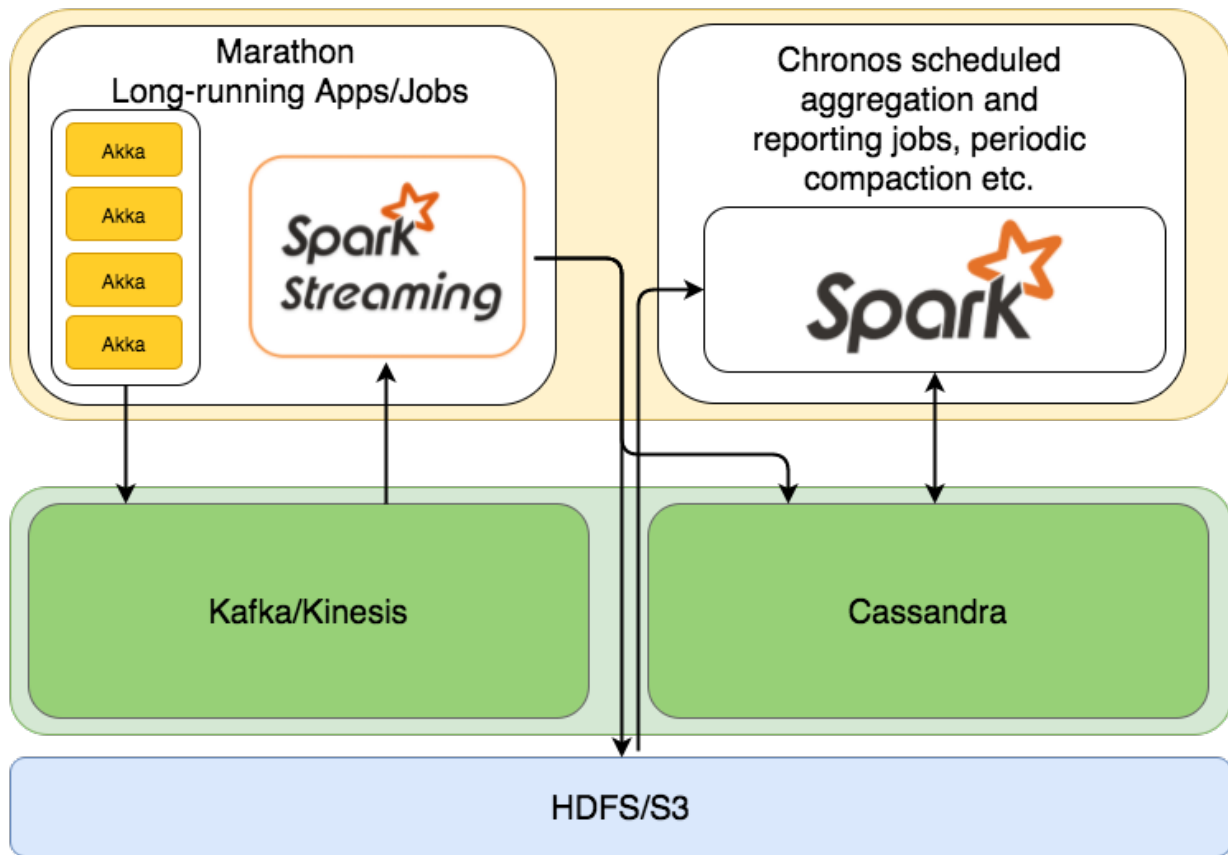 Marathon
Long-running Apps/Jobs
Akka
Akka
Akka
Akka
Spark
Streaming
Chronos scheduled
aggregation and
reporting jobs, periodic
compaction etc.
Spark
Kafka/Kinesis
Cassandra
HDFS/S3